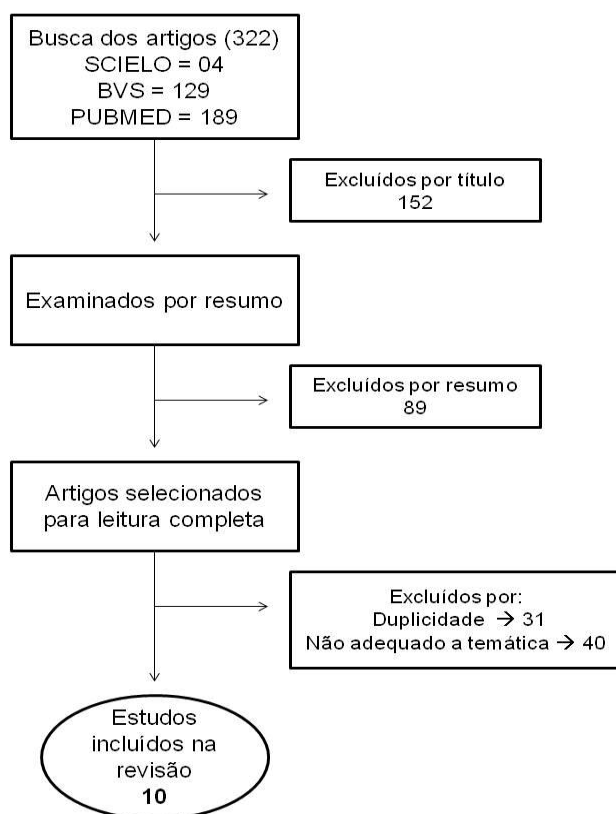 Busca dos artigos (322)
SCIELO = 04
BVS = 129
PUBMED = 189
Excluídos por título
152
Examinados por resumo
Excluídos por resumo
89
Artigos selecionados
para leitura completa
Excluídos por:
Duplicidade → 31
Não adequado a temática → 40
Estudos
incluídos na
revisão
10